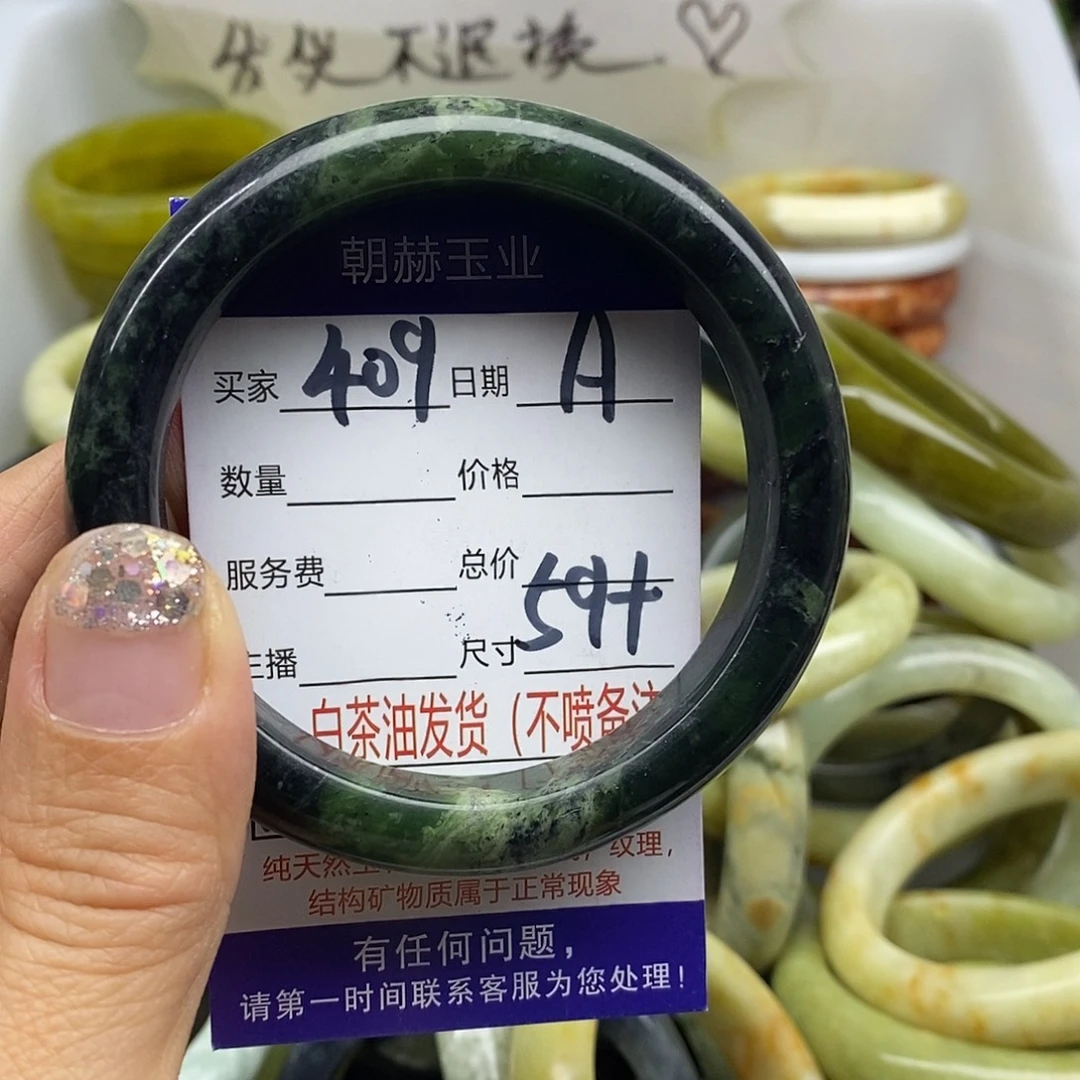 不退换
朝赫玉业
买家 409 日期 A
数量 价格
服务费 总价
主播 尺寸 59+
白茶油发货（不喷备注
纯天然玉 纹理，
结构矿物质属于正常现象
有任何问题，
请第一时间联系客服为您处理！